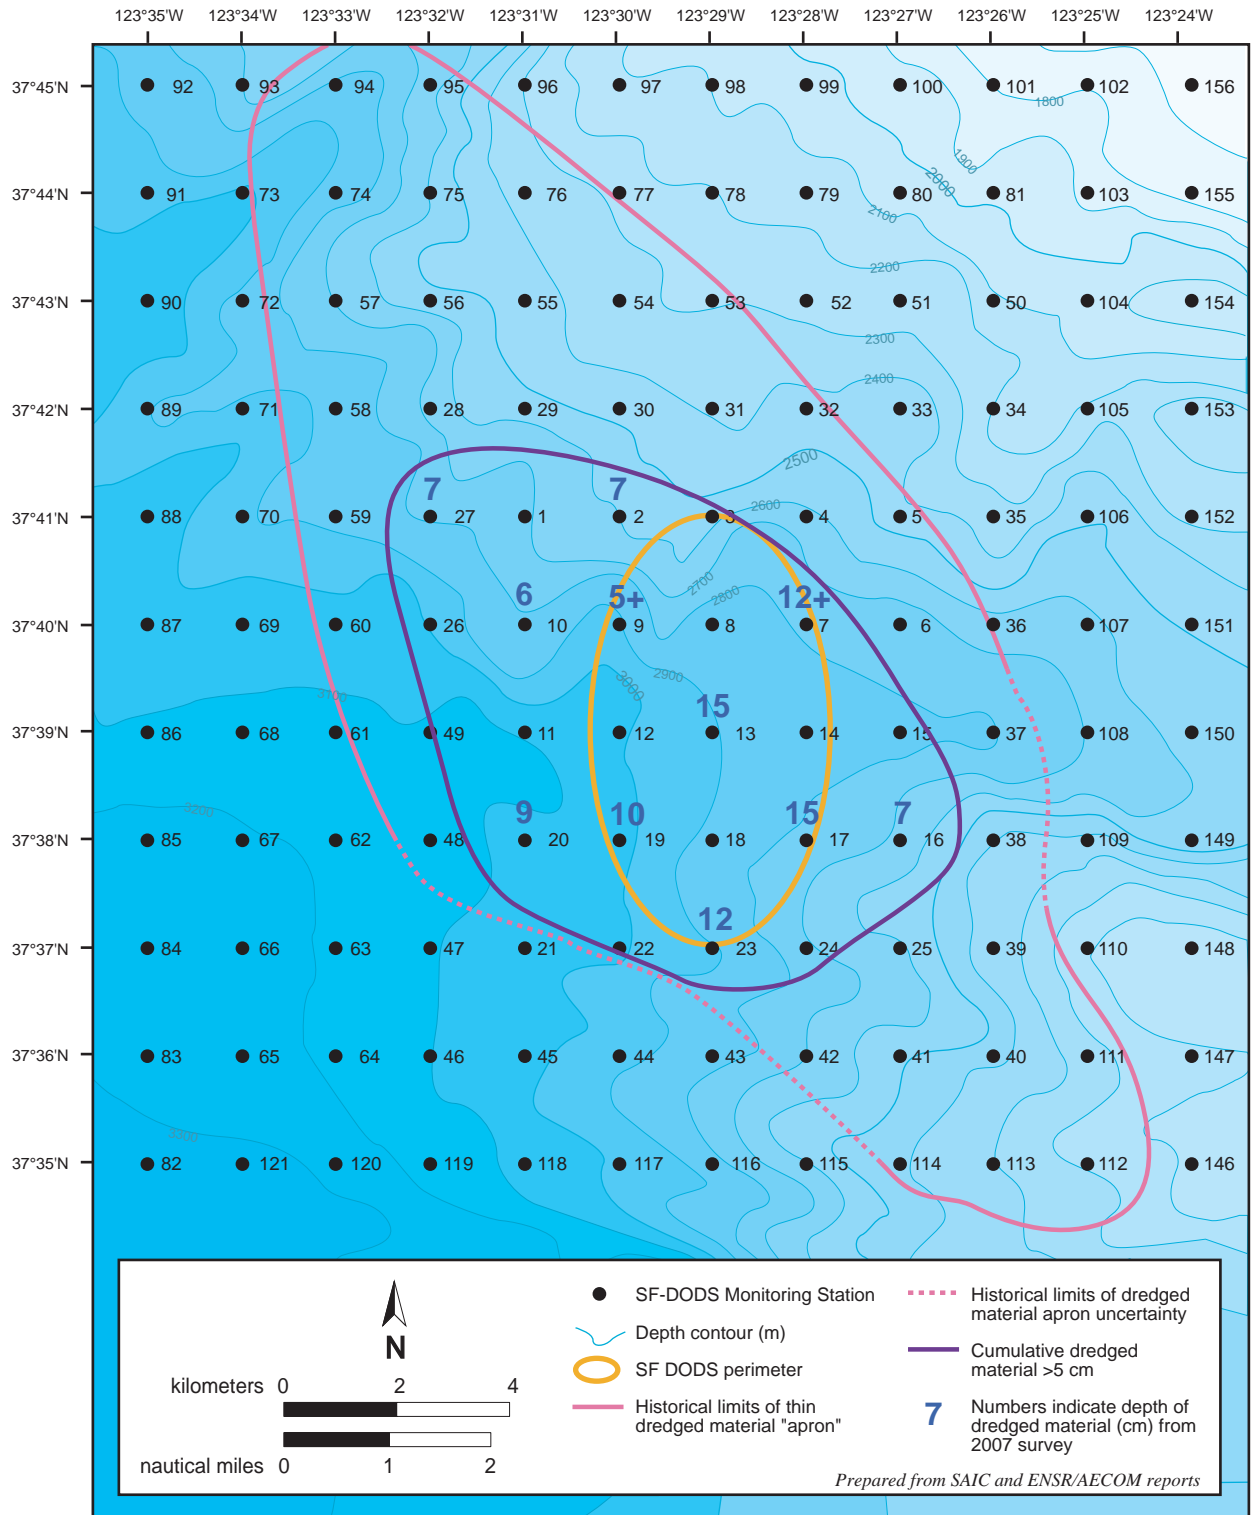 123°35'W 123°34'W 123°33'W 123°32'W 123°31'W 123°30'W 123°29'W 123°28'W 123°27'W 123°26'W 123°25'W 123°24'W
37°45'N 92 93 94 95 96 97 98 99 100 101 102 156
1800
1900
2000
37°44'N 91 73 74 75 76 77 78 79 80 81 103 155
2100
2200
37°43'N 90 72 57 56 55 54 53 52 51 50 104 154
2300
2400
37°42'N 89 71 58 28 29 30 31 32 33 34 105 153
2500
7 7
2600
37°41'N 88 70 59 27 1 2 3 4 5 35 106 152
2700
2800
6 5+ 12+
37°40'N 87 69 60 26 10 9 8 7 6 36 107 151
2900
3000
3100
15
37°39'N 86 68 61 49 11 12 13 14 15 37 108 150
3200
9 10 15 7
37°38'N 85 67 62 48 20 19 18 17 16 38 109 149
12
37°37'N 84 66 63 47 21 22 23 24 25 39 110 148
37°36'N 83 65 64 46 45 44 43 42 41 40 111 147
3300
37°35'N 82 121 120 119 118 117 116 115 114 113 112 146
N
kilometers 0 2 4
nautical miles 0 1 2
SF-DODS Monitoring Station
Depth contour (m)
SF DODS perimeter
Historical limits of thin
dredged material "apron"
Historical limits of dredged
material apron uncertainty
Cumulative dredged
material >5 cm
7 Numbers indicate depth of
dredged material (cm) from
2007 survey
Prepared from SAIC and ENSR/AECOM reports